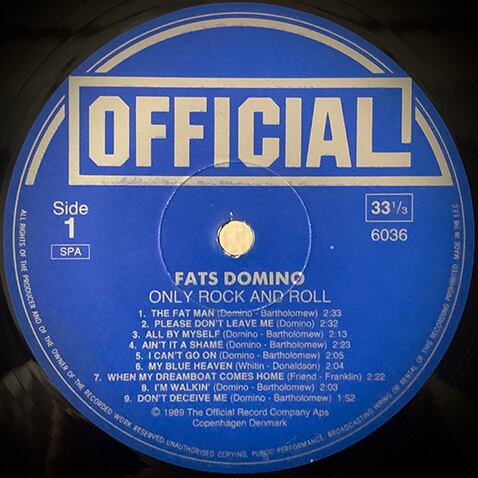 OFFICIAL
Side
1
SPA
33 1/3
6036
FATS DOMINO
ONLY ROCK AND ROLL
1. THE FAT MAN (Domino - Bartholomew) 2:33
2. PLEASE DON'T LEAVE ME (Domino) 2:32
3. ALL BY MYSELF (Domino - Bartholomew) 2:20
4. AIN'T IT A SHAME (Domino - Bartholomew) 2:22
5. I CAN'T GO ON (Domino - Bartholomew) 2:05
6. MY BLUE HEAVEN (Whitin - Donaldson) 2:04
7. WHEN MY DREAMBOAT COMES HOME (Friend - Franklin) 2:22
8. I'M WALKIN' (Domino - Bartholomew) 2:03
9. DON'T DECEIVE ME (Domino - Bartholomew) 1:52
© 1989 The Official Record Company Aps
Copenhagen Denmark
ALL RIGHTS OF THE PRODUCER AND OF THE OWNER OF THE RECORDED WORK RESERVED. UNAUTHORISED COPYING, PUBLIC PERFORMANCE, BROADCASTING, HIRING OR RENTAL OF THIS RECORD PROHIBITED. MADE IN THE E.E.C.